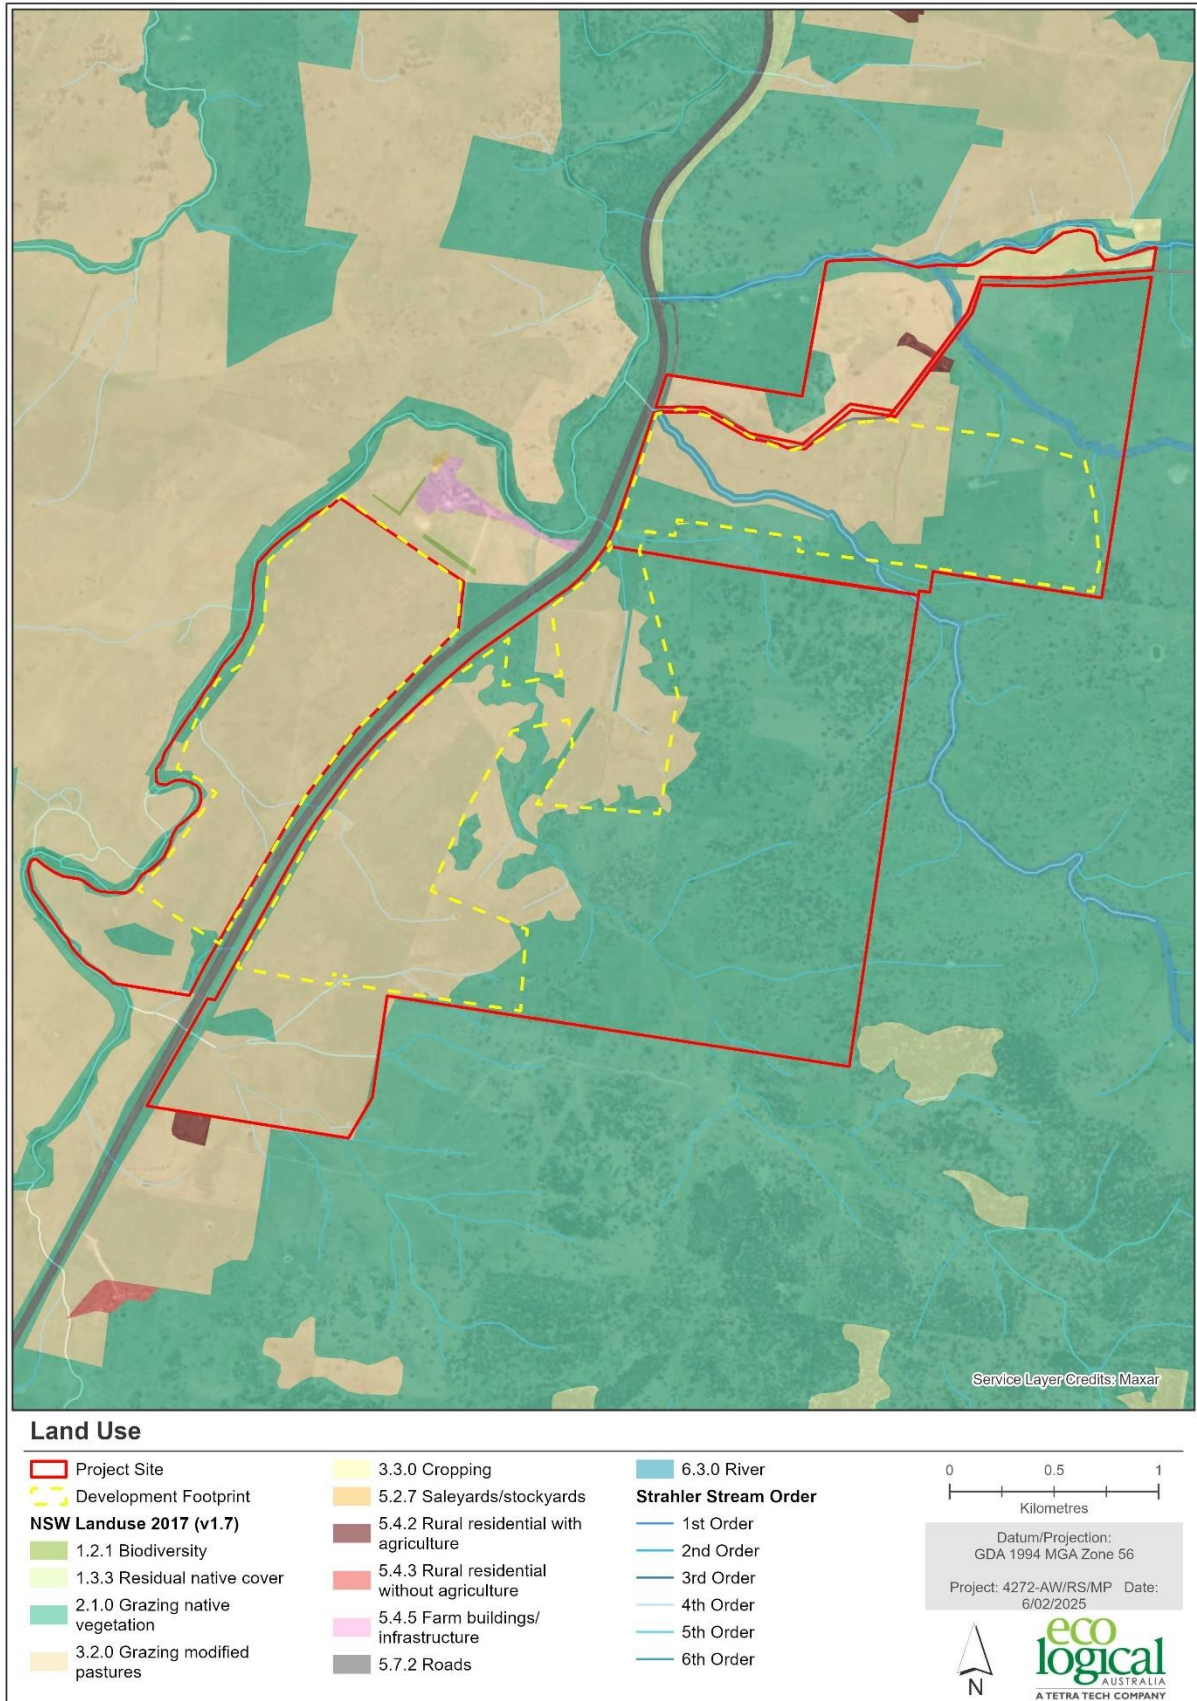 Service Layer Credits: Maxar
Land Use
Project Site
Development Footprint
NSW Landuse 2017 (v1.7)
1.2.1 Biodiversity
1.3.3 Residual native cover
2.1.0 Grazing native
vegetation
3.2.0 Grazing modified
pastures
3.3.0 Cropping
5.2.7 Saleyards/stockyards
5.4.2 Rural residential with
agriculture
5.4.3 Rural residential
without agriculture
5.4.5 Farm buildings/
infrastructure
5.7.2 Roads
6.3.0 River
Strahler Stream Order
1st Order
2nd Order
3rd Order
4th Order
5th Order
6th Order
0 0.5 1
Kilometres
Datum/Projection:
GDA 1994 MGA Zone 56
Project: 4272-AW/RS/MP Date:
6/02/2025
N
eco
logical
AUSTRALIA
A TETRA TECH COMPANY